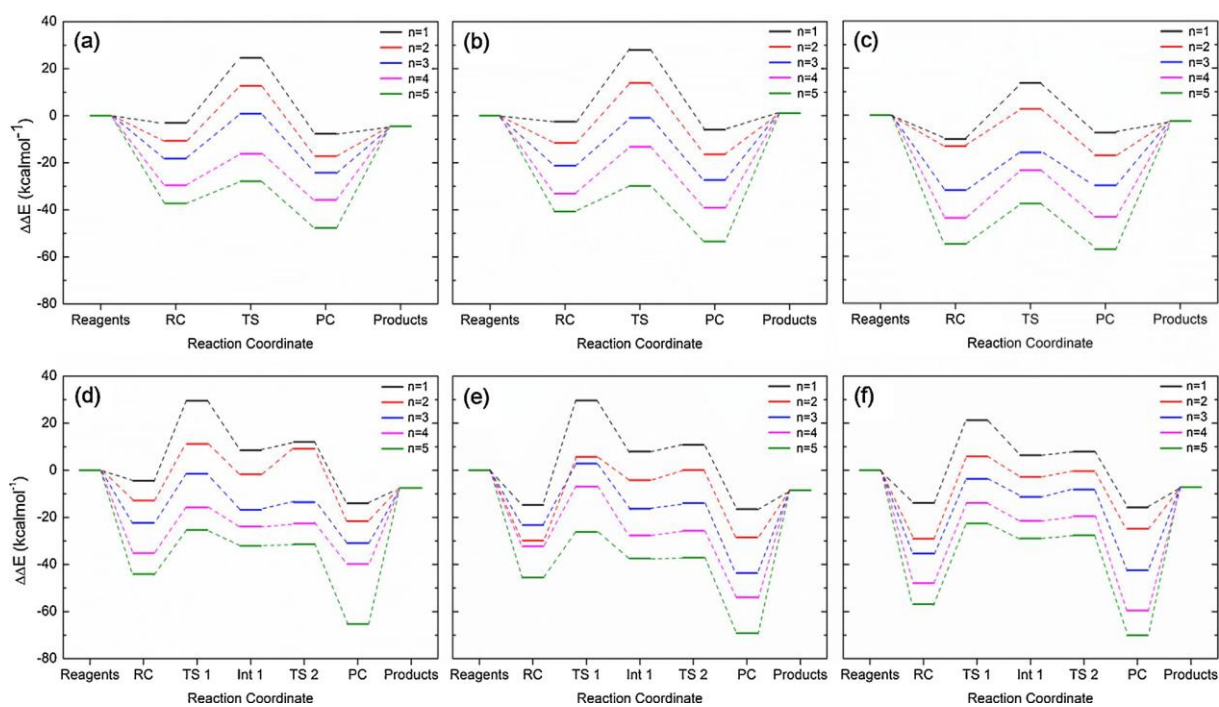 (a)
n=1
n=2
n=3
n=4
n=5
40
20
0
-20
-40
-60
-80
ΔΔE (kcalmol⁻¹)
Reagents RC TS PC Products
Reaction Coordinate
(b)
n=1
n=2
n=3
n=4
n=5
Reagents RC TS PC Products
Reaction Coordinate
(c)
n=1
n=2
n=3
n=4
n=5
Reagents RC TS PC Products
Reaction Coordinate
(d)
n=1
n=2
n=3
n=4
n=5
40
20
0
-20
-40
-60
-80
ΔΔE (kcalmol⁻¹)
Reagents RC TS 1 Int 1 TS 2 PC Products
Reaction Coordinate
(e)
n=1
n=2
n=3
n=4
n=5
Reagents RC TS 1 Int 1 TS 2 PC Products
Reaction Coordinate
(f)
n=1
n=2
n=3
n=4
n=5
Reagents RC TS 1 Int 1 TS 2 PC Products
Reaction Coordinate